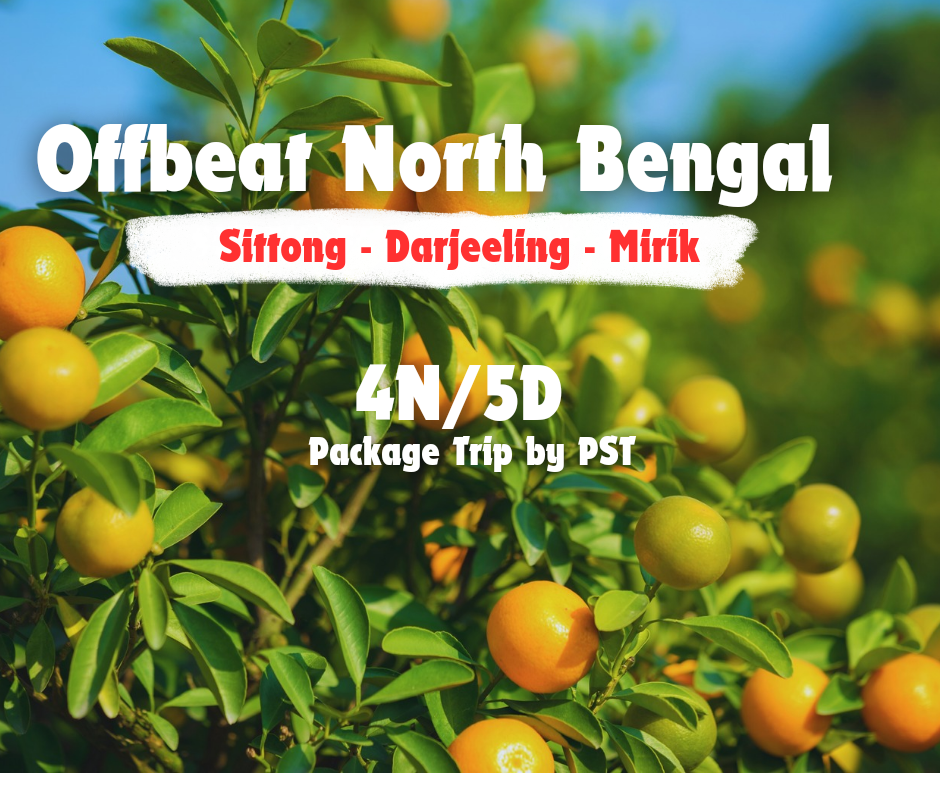 Offbeat North Bengal
Sittong - Darjeeling - Mirik
4N/5D
Package Trip by PST